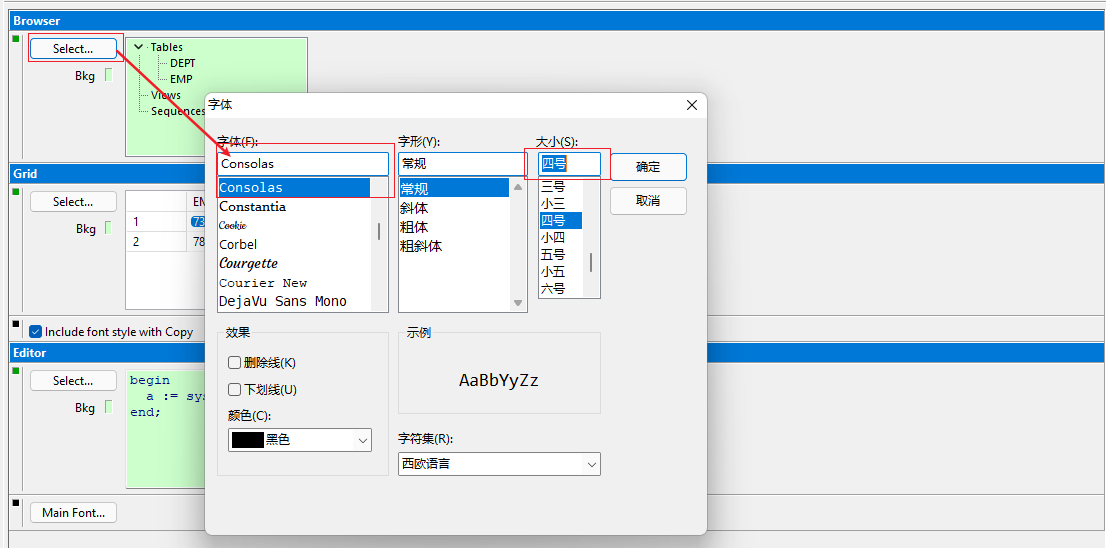 Browser
Select...
Bkg
Tables
DEPT
EMP
Views
Sequences
字体
字体(F):
Consolas
Consolas
Constantia
Cookie
Corbel
Courgette
Courier New
DejaVu Sans Mono
字形(Y):
常规
常规
斜体
粗体
粗斜体
大小(S):
四号
三号
小三
四号
小四
五号
小五
六号
确定
取消
效果
删除线(K)
下划线(U)
颜色(C):
黑色
示例
AaBbYyZz
字符集(R):
西欧语言
Grid
Select...
Bkg
EN
1 73
2 78
Include font style with Copy
Editor
Select...
Bkg
begin
a := sys
end;
Main Font...